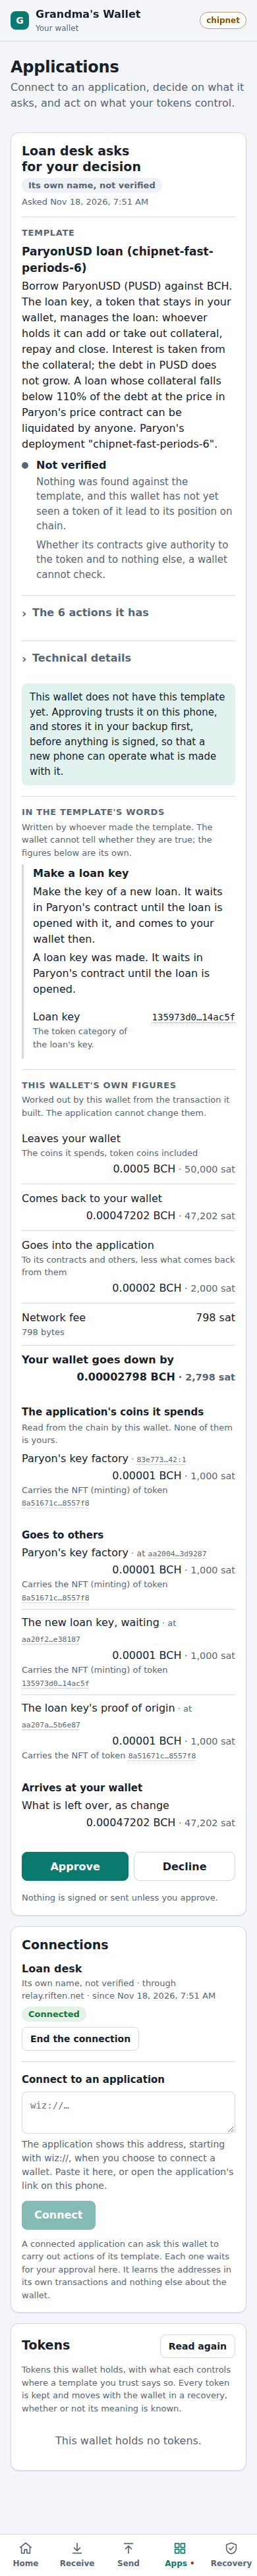 G
Grandma's Wallet
Your wallet
chipnet
Applications
Connect to an application, decide on what it
asks, and act on what your tokens control.
Loan desk asks
for your decision
Its own name, not verified
Asked Nov 18, 2026, 7:51 AM
TEMPLATE
ParyonUSD loan (chipnet-fast-
periods-6)
Borrow ParyonUSD (PUSD) against BCH.
The loan key, a token that stays in your
wallet, manages the loan: whoever
holds it can add or take out collateral,
repay and close. Interest is taken from
the collateral; the debt in PUSD does
not grow. A loan whose collateral falls
below 110% of the debt at the price in
Paryon's price contract can be
liquidated by anyone. Paryon's
deployment "chipnet-fast-periods-6".
Not verified
Nothing was found against the
template, and this wallet has not yet
seen a token of it lead to its position on
chain.
Whether its contracts give authority to
the token and to nothing else, a wallet
cannot check.
› The 6 actions it has
› Technical details
This wallet does not have this template
yet. Approving trusts it on this phone,
and stores it in your backup first,
before anything is signed, so that a
new phone can operate what is made
with it.
IN THE TEMPLATE'S WORDS
Written by whoever made the template. The
wallet cannot tell whether they are true; the
figures below are its own.
Make a loan key
Make the key of a new loan. It waits
in Paryon's contract until the loan is
opened with it, and comes to your
wallet then.
A loan key was made. It waits in
Paryon's contract until the loan is
opened.
Loan key 135973d0…14ac5f
The token category of
the loan's key.
THIS WALLET'S OWN FIGURES
Worked out by this wallet from the transaction it
built. The application cannot change them.
Leaves your wallet
The coins it spends, token coins included
0.0005 BCH · 50,000 sat
Comes back to your wallet
0.00047202 BCH · 47,202 sat
Goes into the application
To its contracts and others, less what comes back
from them
0.00002 BCH · 2,000 sat
Network fee 798 sat
798 bytes
Your wallet goes down by
0.00002798 BCH · 2,798 sat
The application's coins it spends
Read from the chain by this wallet. None of them
is yours.
Paryon's key factory · 83e773…42:1
0.00001 BCH · 1,000 sat
Carries the NFT (minting) of token
8a51671c…8557f8
Goes to others
Paryon's key factory · at aa2004…3d9287
0.00001 BCH · 1,000 sat
Carries the NFT (minting) of token
8a51671c…8557f8
The new loan key, waiting · at
aa20f2…e38187
0.00001 BCH · 1,000 sat
Carries the NFT (minting) of token
135973d0…14ac5f
The loan key's proof of origin · at
aa207a…5b6e87
0.00001 BCH · 1,000 sat
Carries the NFT of token 8a51671c…8557f8
Arrives at your wallet
What is left over, as change
0.00047202 BCH · 47,202 sat
Approve
Decline
Nothing is signed or sent unless you approve.
Connections
Loan desk
Its own name, not verified · through
relay.riften.net · since Nov 18, 2026, 7:51 AM
Connected
End the connection
Connect to an application
wiz://…
The application shows this address, starting
with wiz://, when you choose to connect a
wallet. Paste it here, or open the application's
link on this phone.
Connect
A connected application can ask this wallet to
carry out actions of its template. Each one waits
for your approval here. It learns the addresses in
its own transactions and nothing else about the
wallet.
Tokens
Read again
Tokens this wallet holds, with what each controls
where a template you trust says so. Every token
is kept and moves with the wallet in a recovery,
whether or not its meaning is known.
This wallet holds no tokens.
Home
Receive
Send
Apps
Recovery